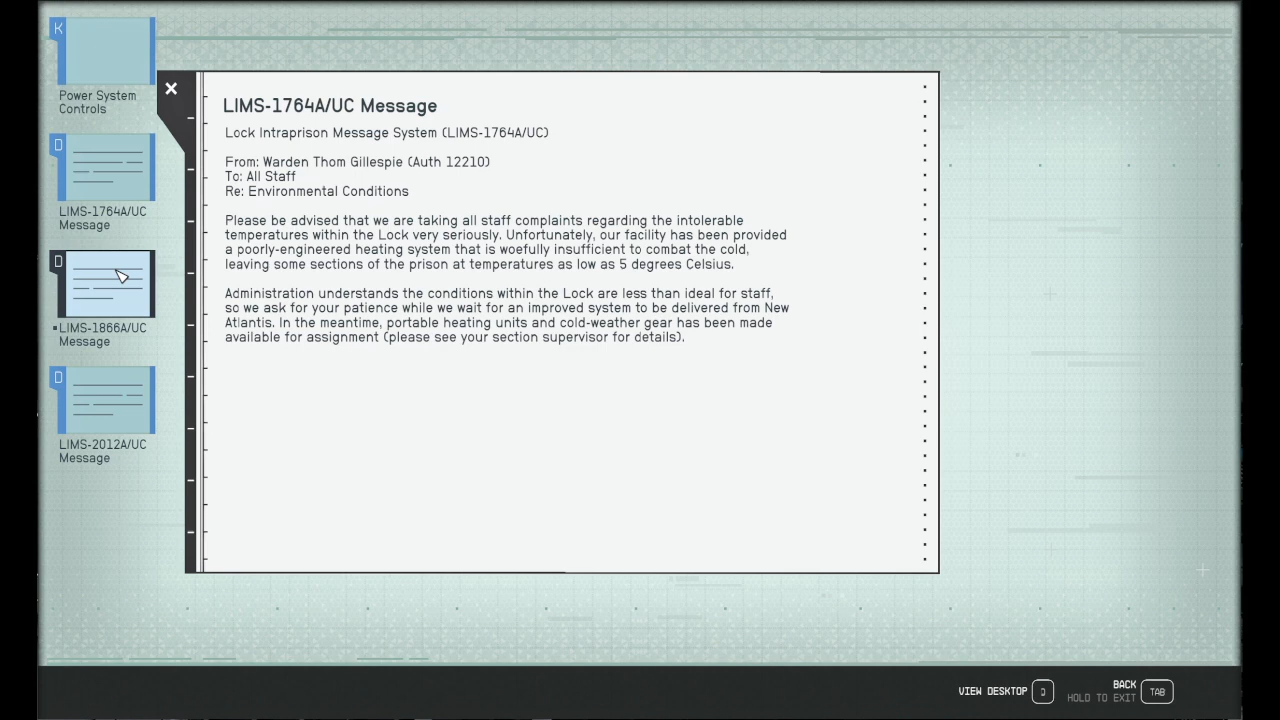 K
Power System
Controls
D
LIMS-1764A/UC
Message
D
LIMS-1866A/UC
Message
D
LIMS-2012A/UC
Message
LIMS-1764A/UC Message
Lock Intraprison Message System (LIMS-1764A/UC)
From: Warden Thom Gillespie (Auth 12210)
To: All Staff
Re: Environmental Conditions
Please be advised that we are taking all staff complaints regarding the intolerable
temperatures within the Lock very seriously. Unfortunately, our facility has been provided
a poorly-engineered heating system that is woefully insufficient to combat the cold,
leaving some sections of the prison at temperatures as low as 5 degrees Celsius.
Administration understands the conditions within the Lock are less than ideal for staff,
so we ask for your patience while we wait for an improved system to be delivered from New
Atlantis. In the meantime, portable heating units and cold-weather gear has been made
available for assignment (please see your section supervisor for details).
VIEW DESKTOP
BACK
HOLD TO EXIT
TAB